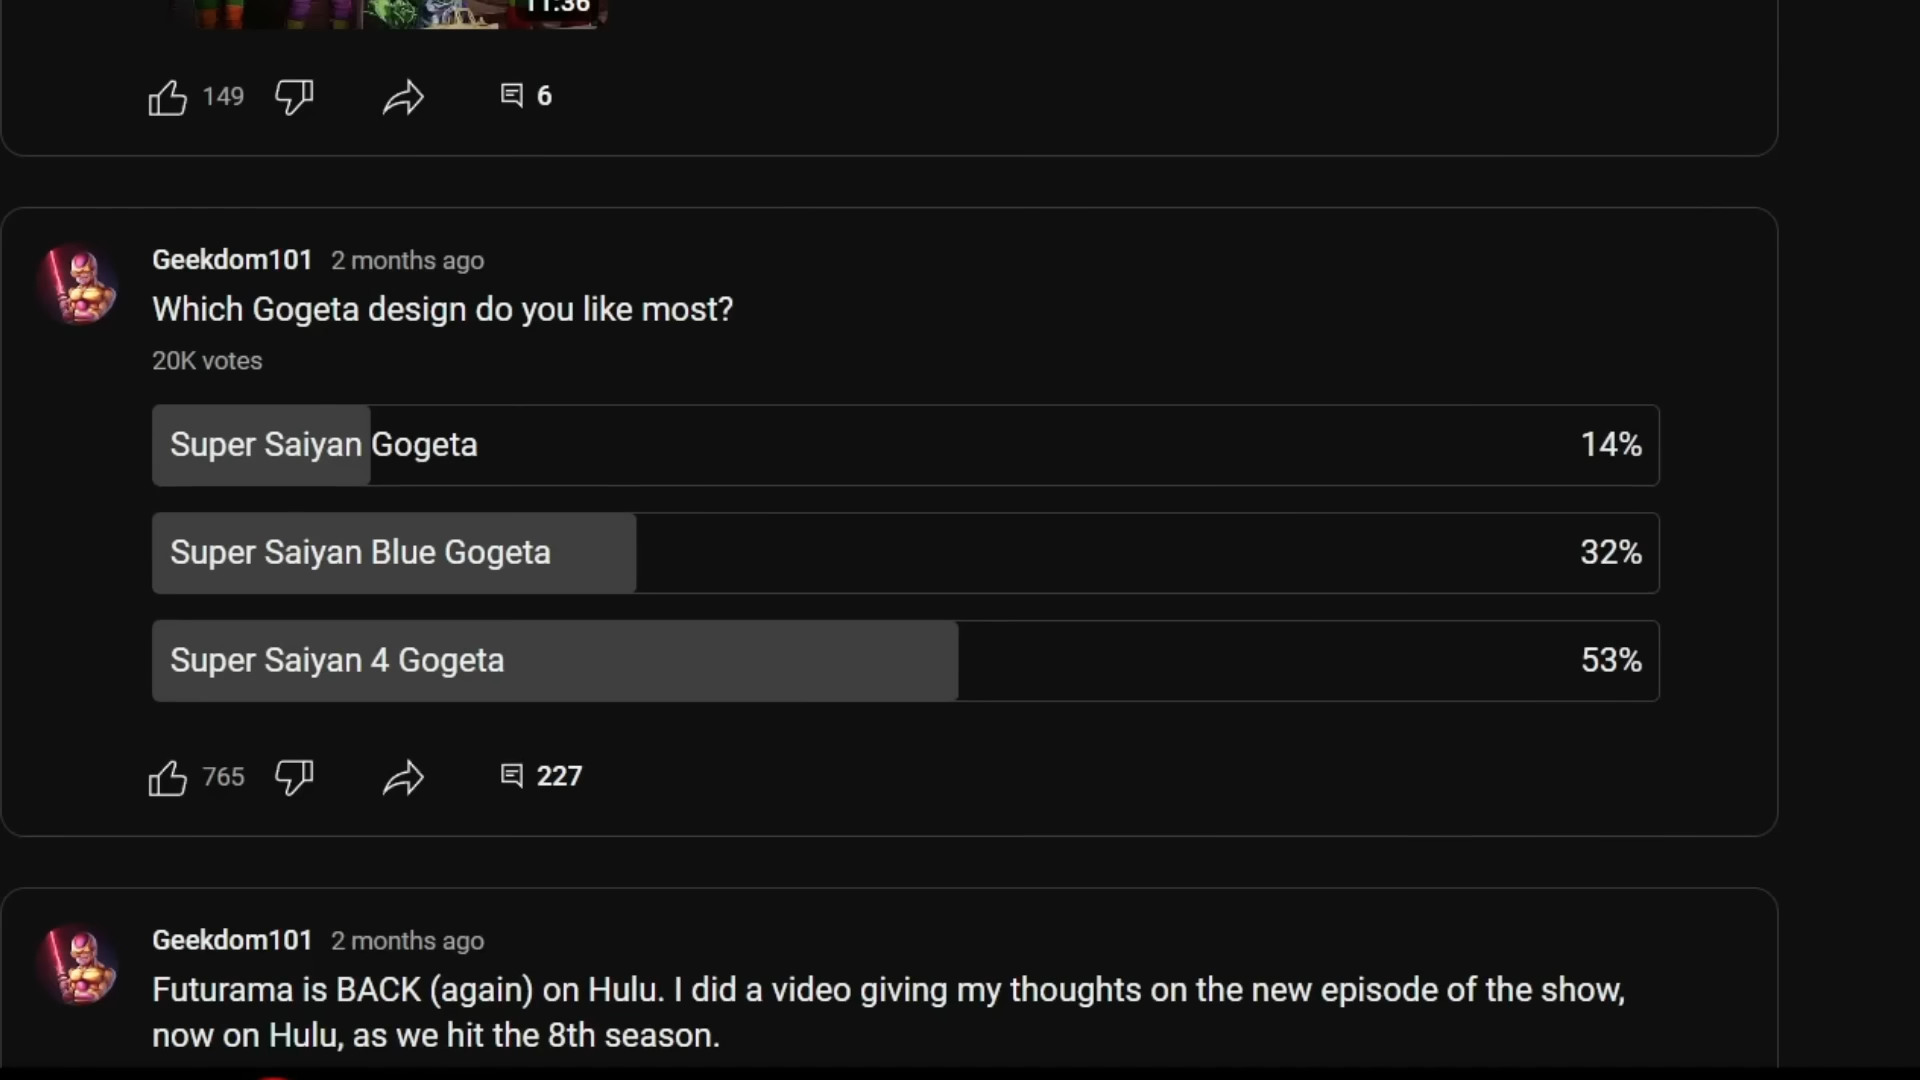 11:36
149
6
Geekdom101 2 months ago
Which Gogeta design do you like most?
20K votes
Super Saiyan Gogeta 14%
Super Saiyan Blue Gogeta 32%
Super Saiyan 4 Gogeta 53%
765
227
Geekdom101 2 months ago
Futurama is BACK (again) on Hulu. I did a video giving my thoughts on the new episode of the show,
now on Hulu, as we hit the 8th season.